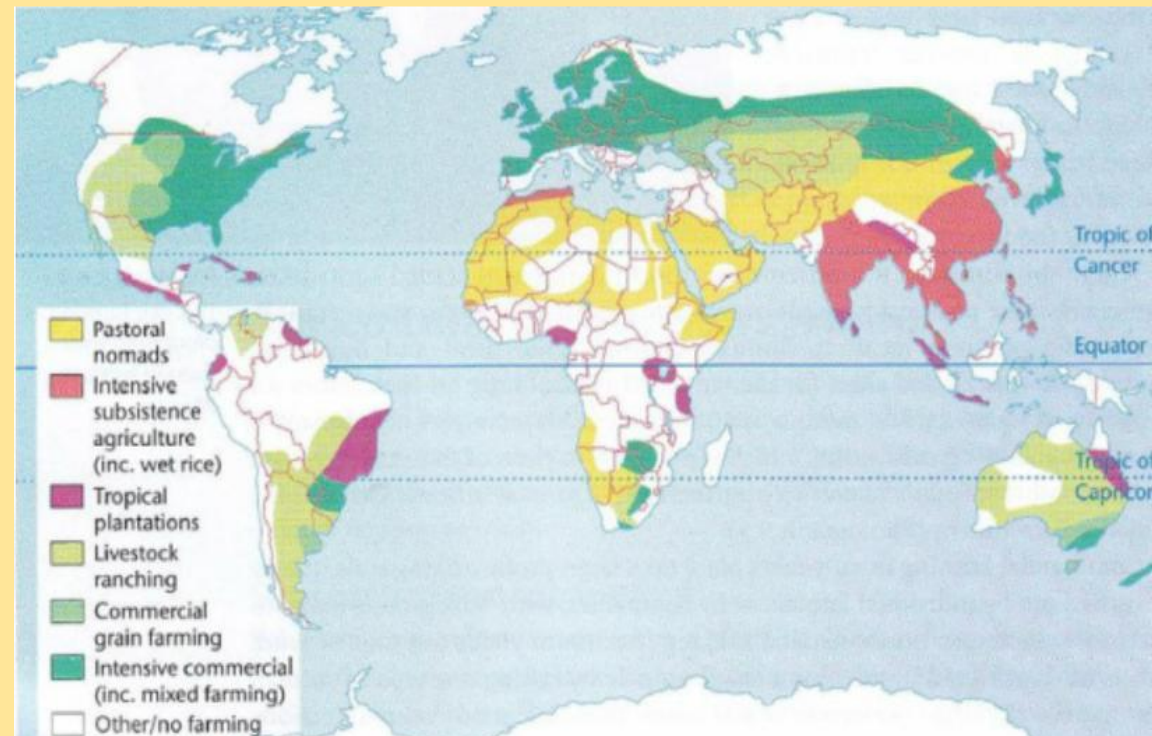 Tropic of
Cancer
Equator
Tropic of
Capricor
Pastoral
nomads
Intensive
subsistence
agriculture
(inc. wet rice)
Tropical
plantations
Livestock
ranching
Commercial
grain farming
Intensive commercial
(inc. mixed farming)
Other/no farming